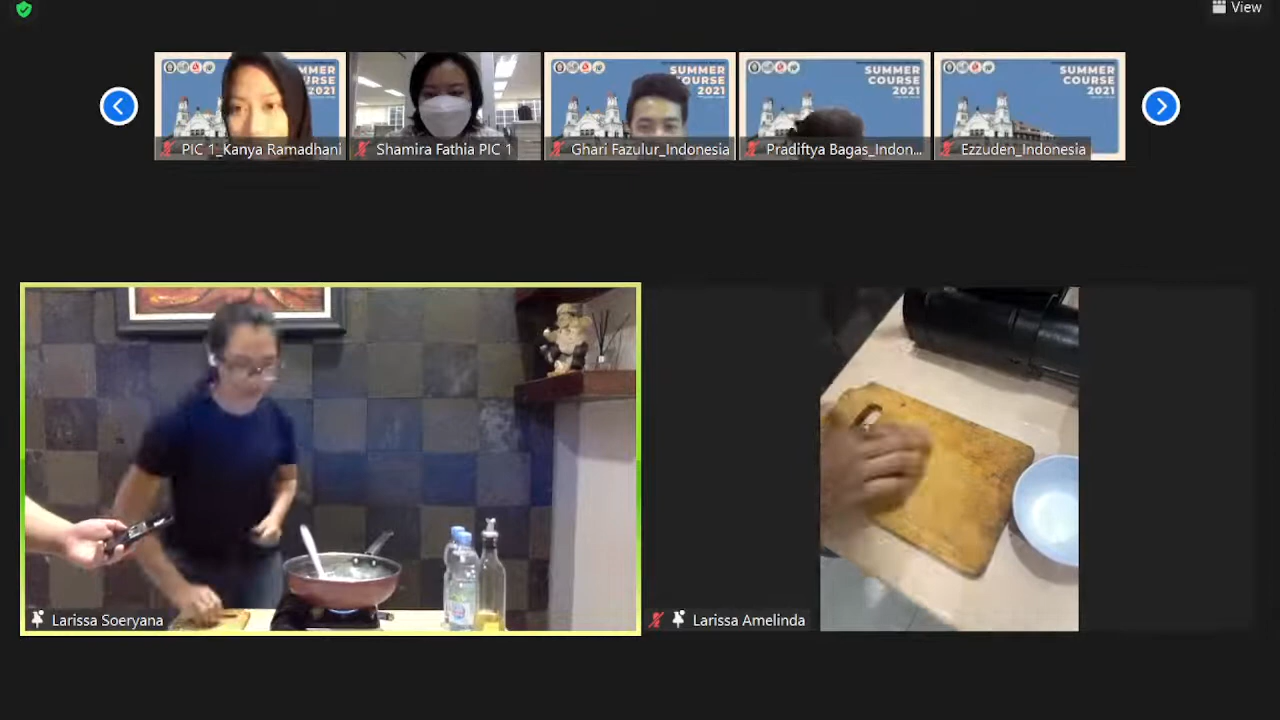 View
SUMMER
COURSE
2021
PIC 1_Kanya Ramadhani
Shamira Fathia PIC 1
SUMMER
COURSE
2021
Ghari Fazulur_Indonesia
SUMMER
COURSE
2021
Pradiftya Bagas_Indon...
SUMMER
COURSE
2021
Ezzuden_Indonesia
Larissa Soeryana
Larissa Amelinda